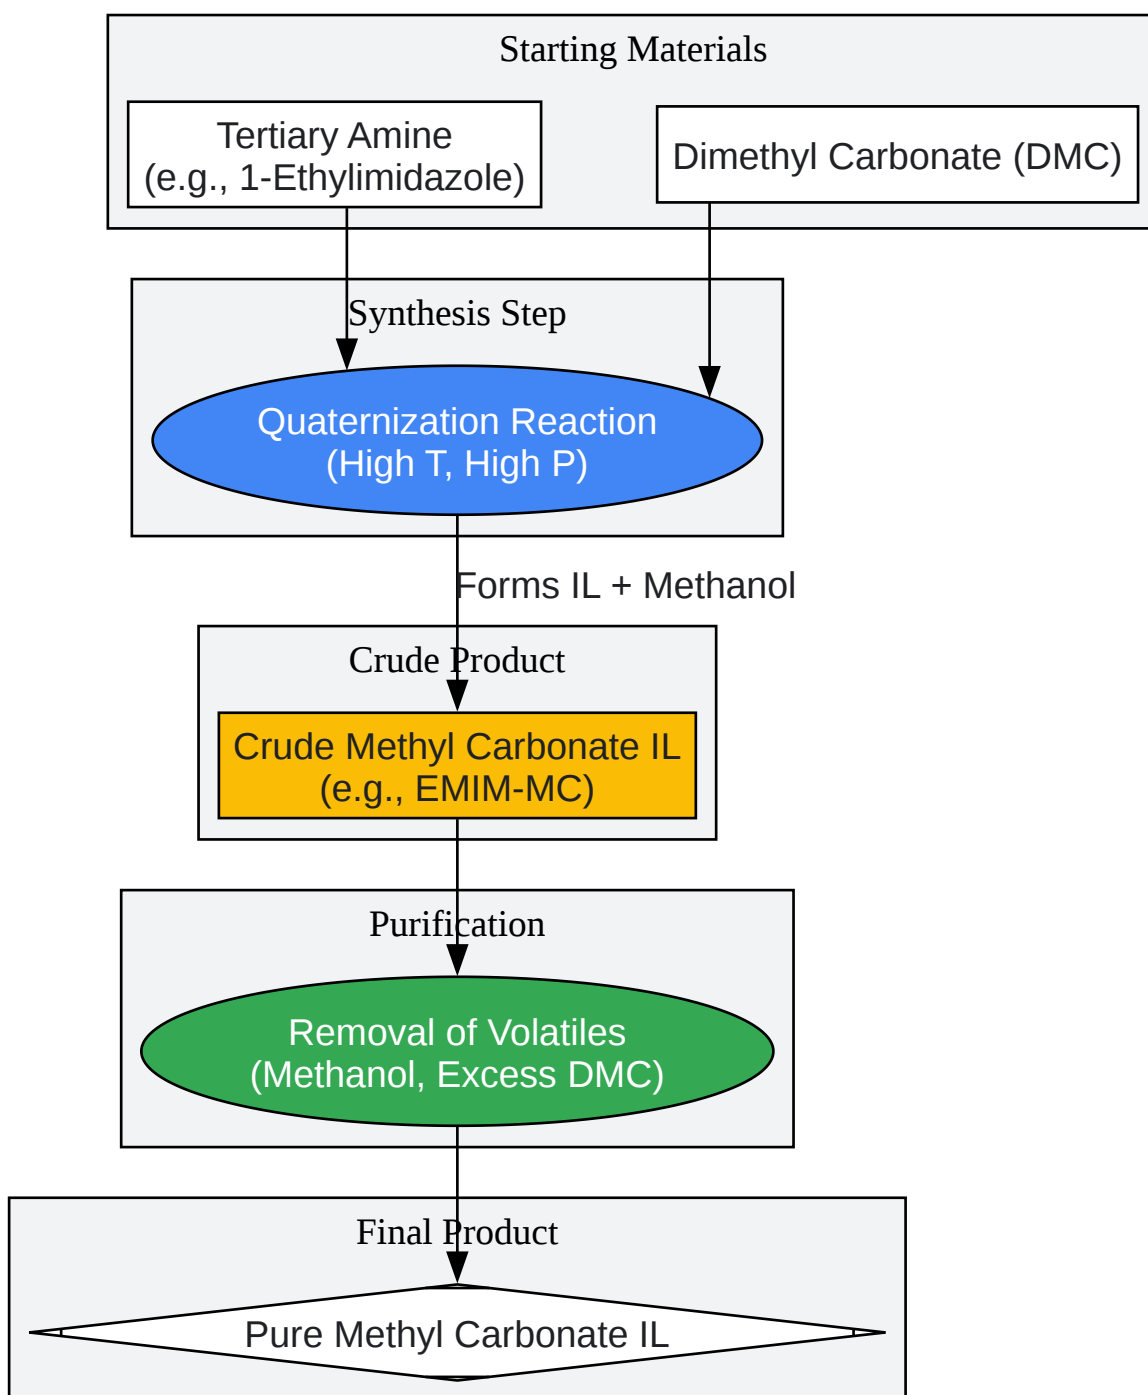 Starting Materials
Tertiary Amine
(e.g., 1-Ethylimidazole)
Dimethyl Carbonate (DMC)
Synthesis Step
Quaternization Reaction
(High T, High P)
Forms IL + Methanol
Crude Product
Crude Methyl Carbonate IL
(e.g., EMIM-MC)
Purification
Removal of Volatiles
(Methanol, Excess DMC)
Final Product
Pure Methyl Carbonate IL